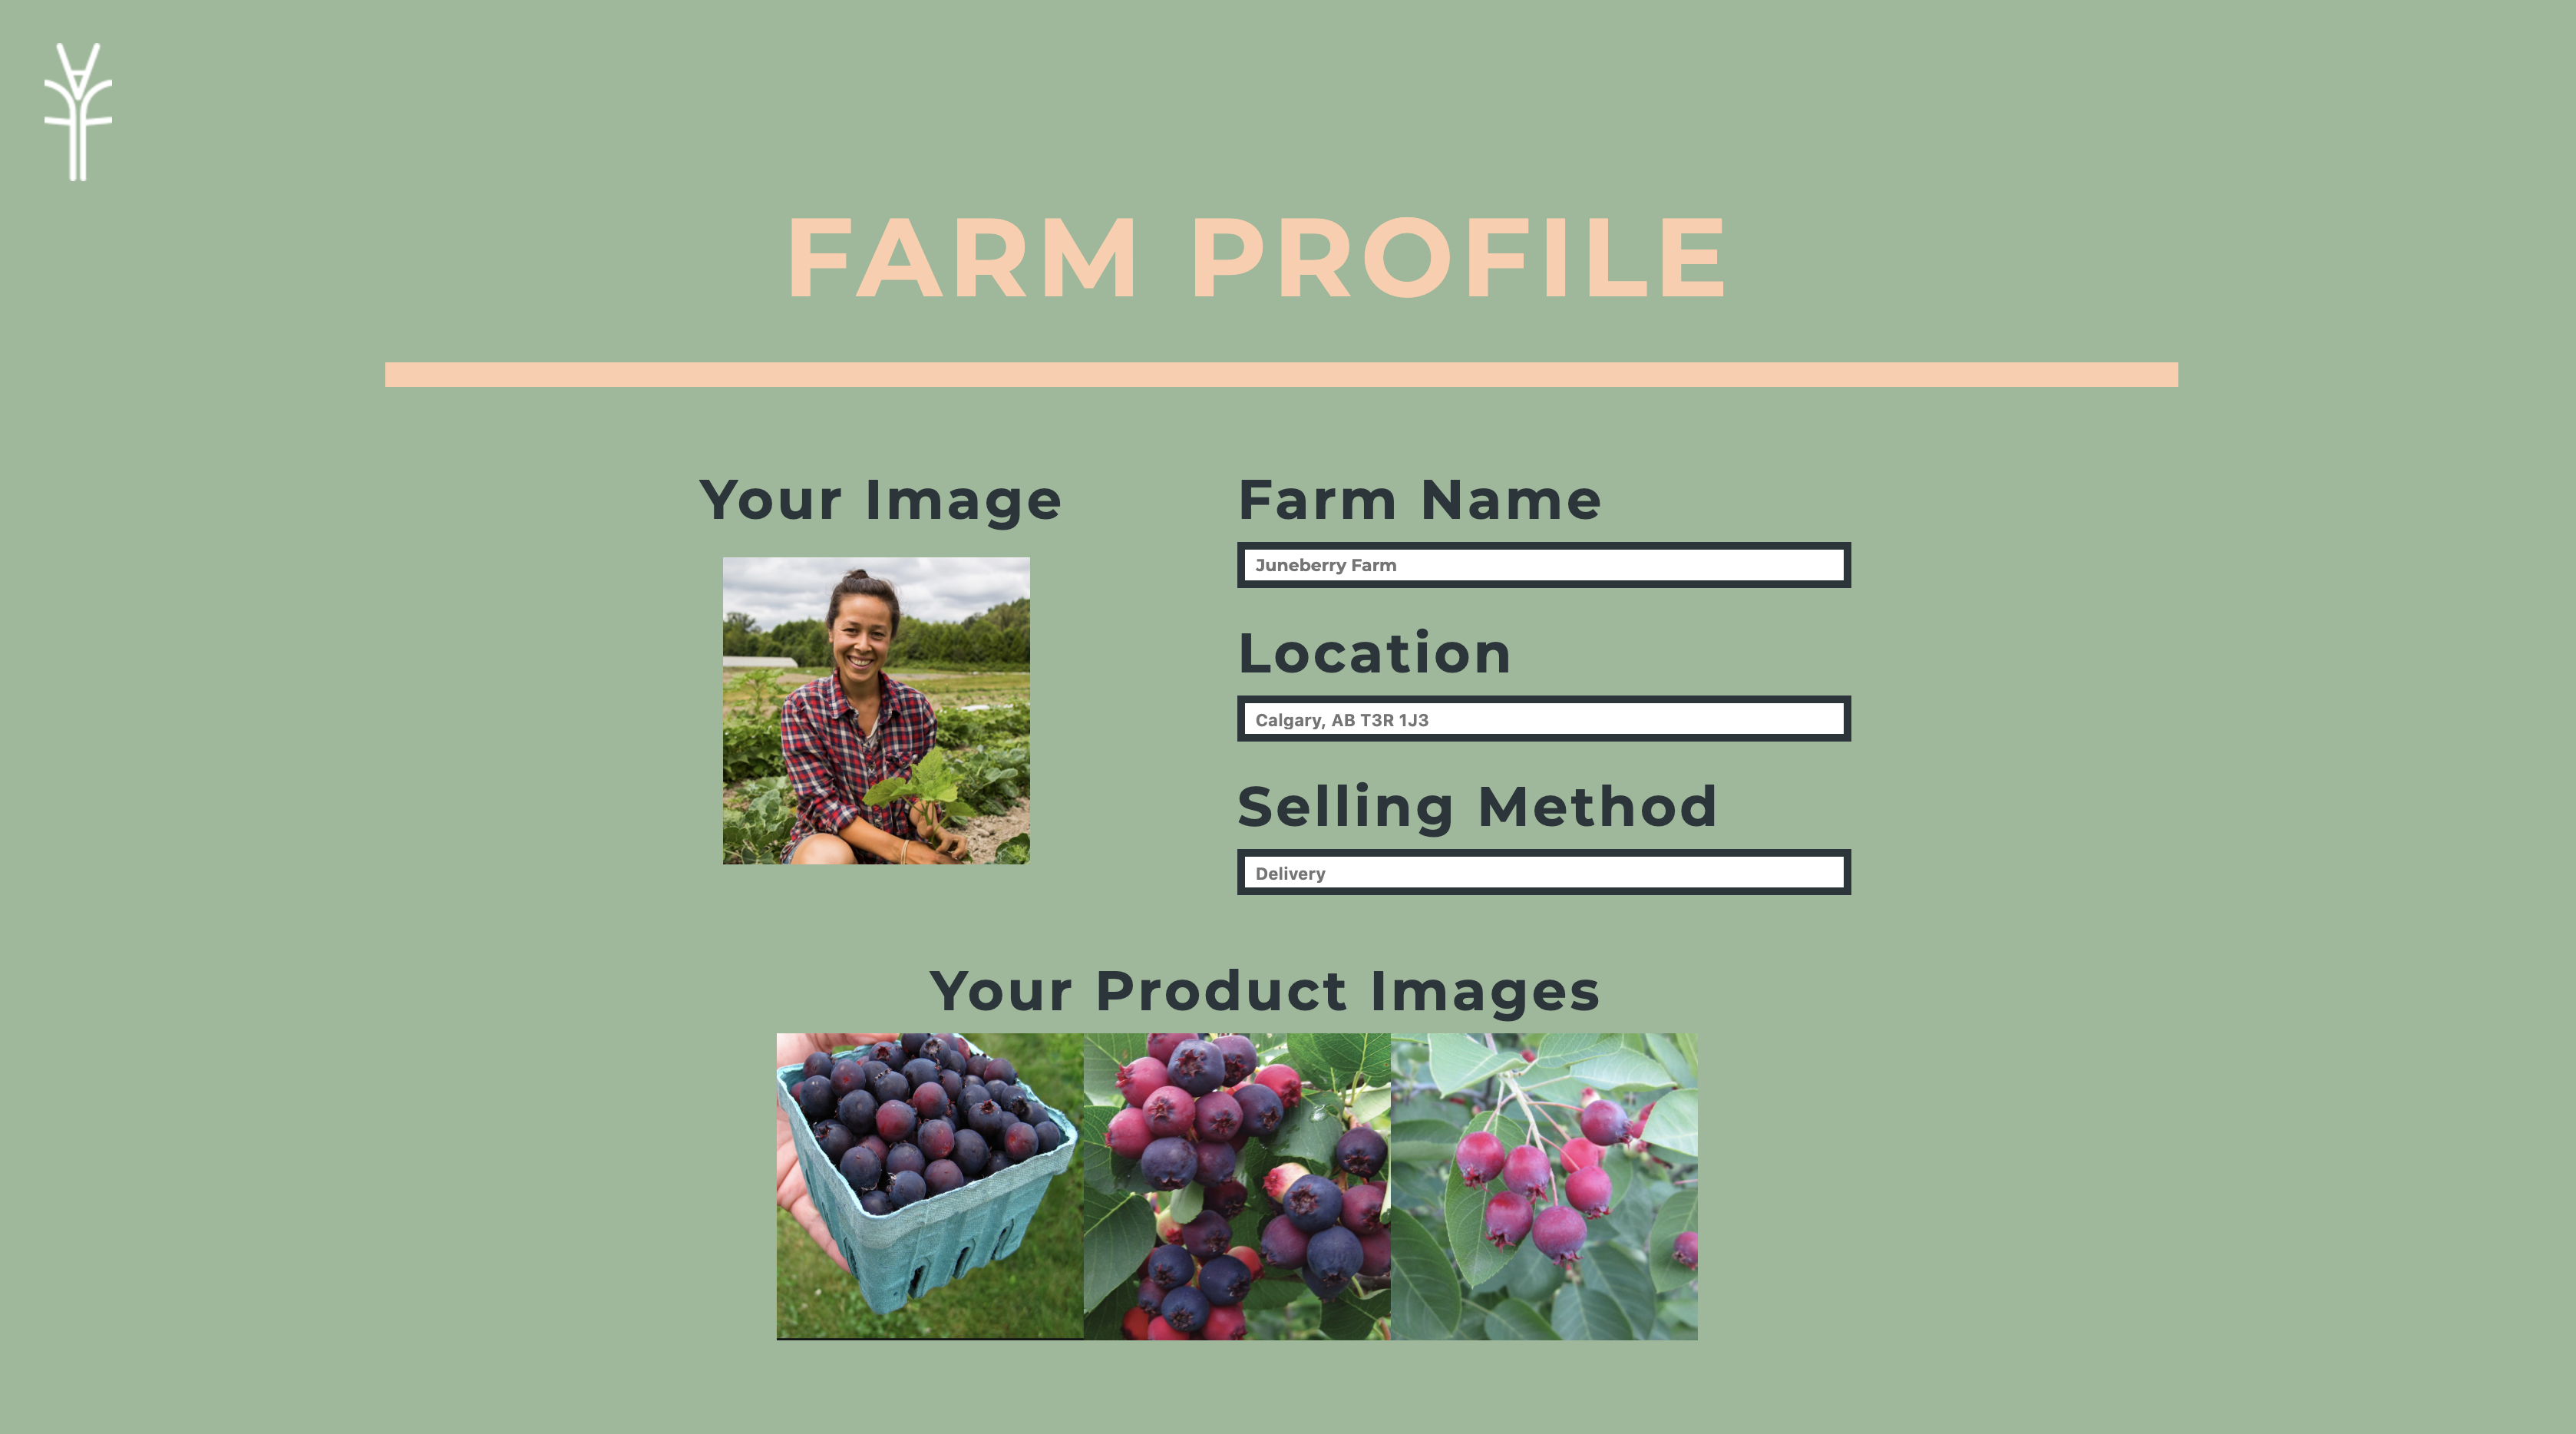 FARM PROFILE
Your Image
Farm Name
Juneberry Farm
Location
Calgary, AB T3R 1J3
Selling Method
Delivery
Your Product Images